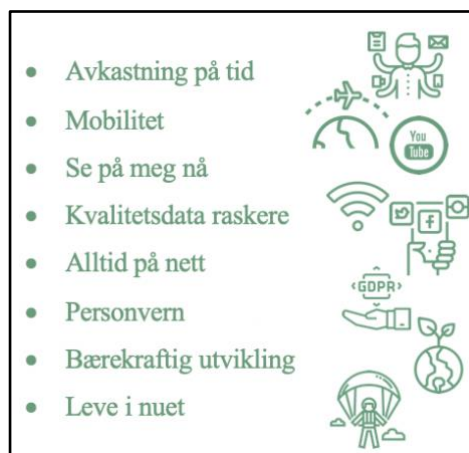 Avkastning på tid
Mobilitet
Se på meg nå
Kvalitetsdata raskere
Alltid på nett
Personvern
Bærekraftig utvikling
Leve i nuet
You
Tube
f
GDPR